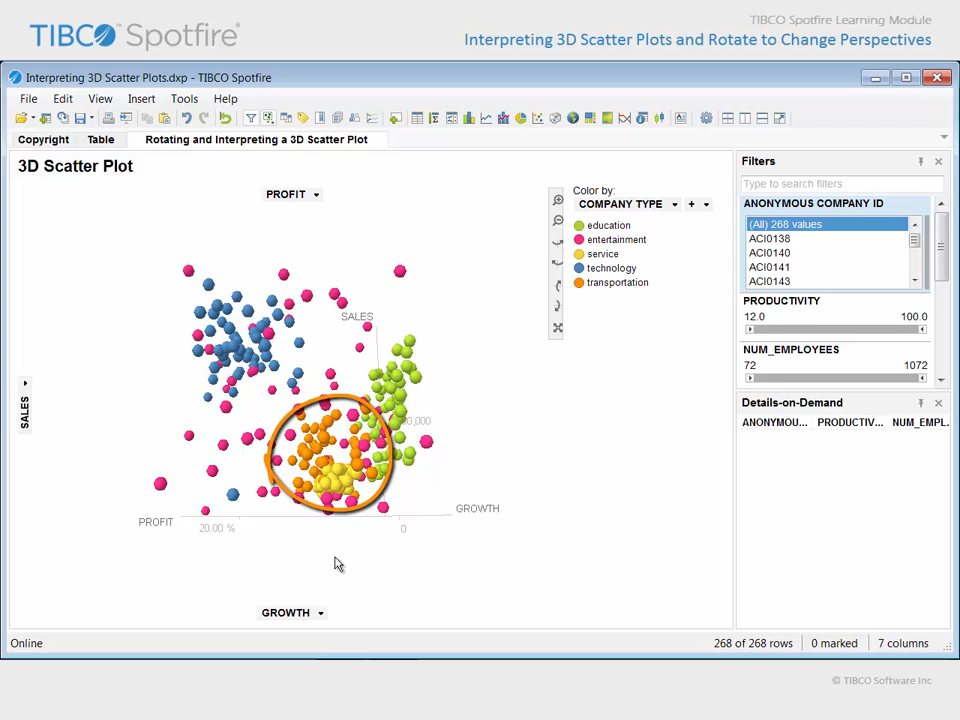 TIBCO Spotfire®
TIBCO Spotfire Learning Module
Interpreting 3D Scatter Plots and Rotate to Change Perspectives
Interpreting 3D Scatter Plots.dxp - TIBCO Spotfire
File Edit View Insert Tools Help
Copyright Table Rotating and Interpreting a 3D Scatter Plot
3D Scatter Plot
PROFIT
SALES
PROFIT
20.00 %
0
GROWTH
SALES
GROWTH
Color by:
COMPANY TYPE +
education
entertainment
service
technology
transportation
Filters
Type to search filters
ANONYMOUS COMPANY ID
(All) 268 values
ACI0138
ACI0140
ACI0141
ACI0143
PRODUCTIVITY
12.0 100.0
NUM_EMPLOYEES
72 1072
Details-on-Demand
ANONYMOU... PRODUCTIV... NUM_EMPL.
Online 268 of 268 rows 0 marked 7 columns
© TIBCO Software Inc